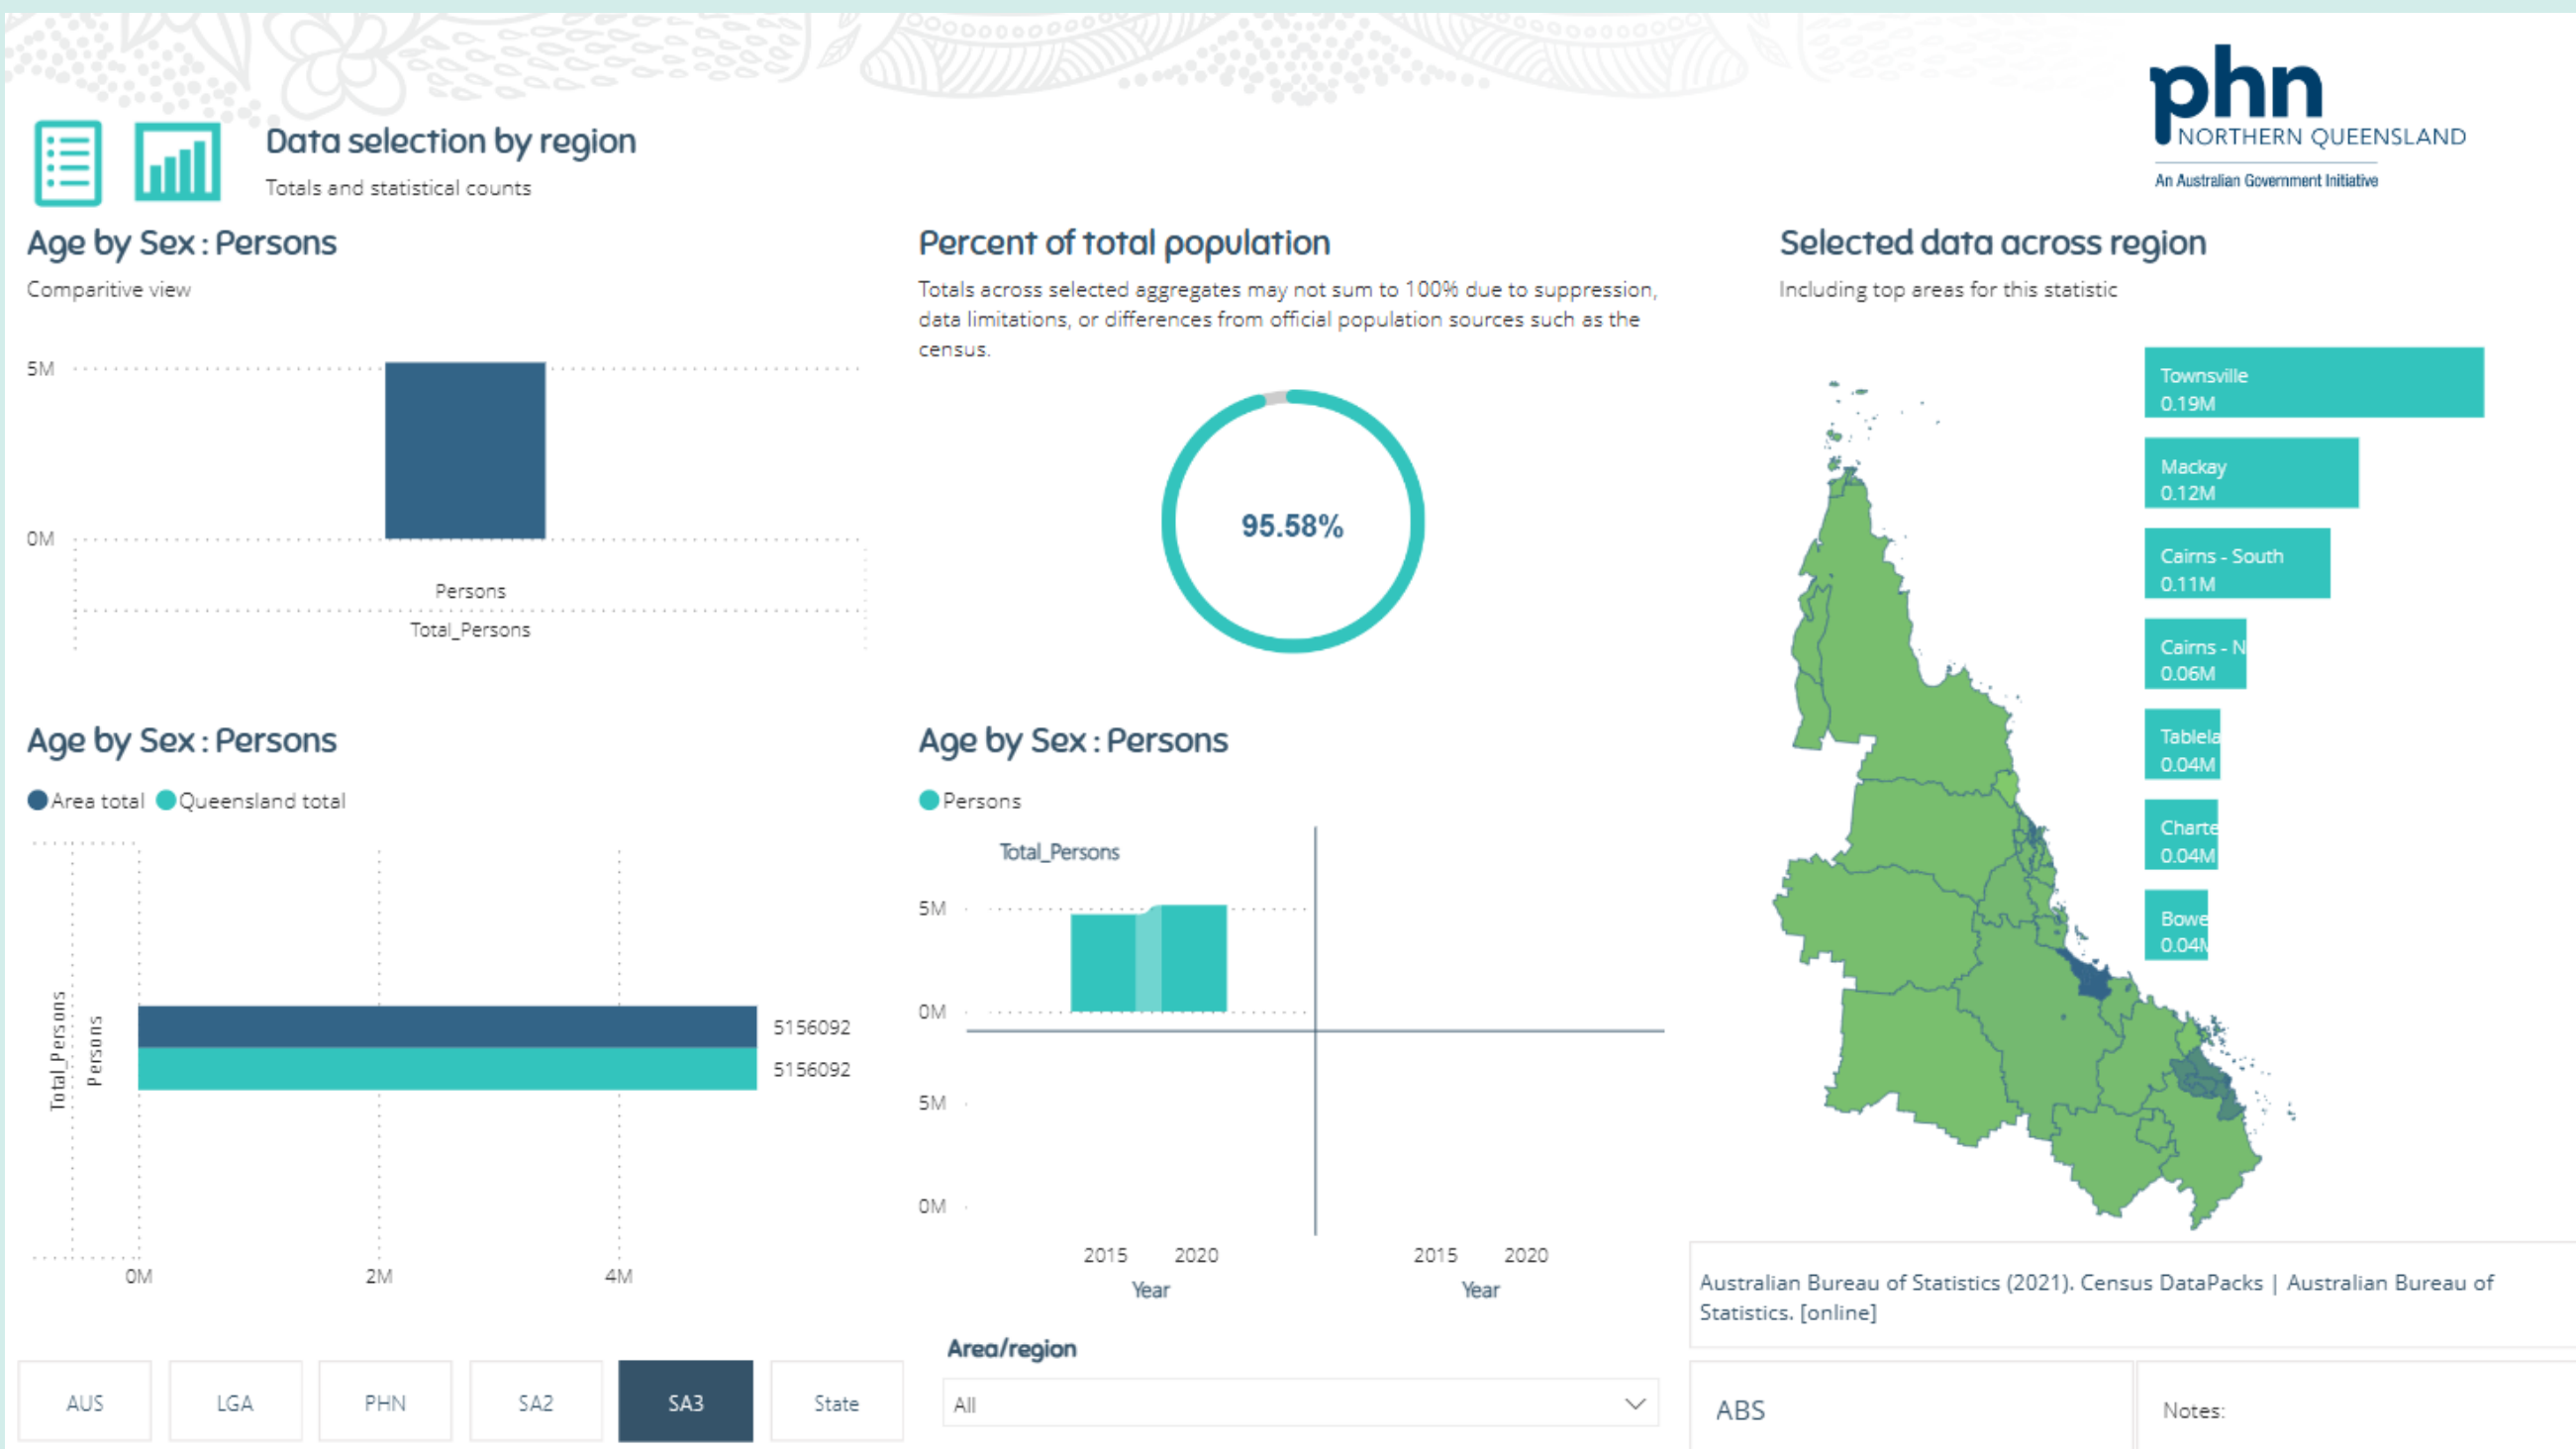 phn
NORTHERN QUEENSLAND
An Australian Government Initiative
Data selection by region
Totals and statistical counts
Age by Sex : Persons
Comparitive view
5M
0M
Persons
Total_Persons
Percent of total population
Totals across selected aggregates may not sum to 100% due to suppression,
data limitations, or differences from official population sources such as the
census.
95.58%
Selected data across region
Including top areas for this statistic
Townsville
0.19M
Mackay
0.12M
Cairns - South
0.11M
Cairns - N
0.06M
Tablela
0.04M
Charte
0.04M
Bowe
0.04M
Age by Sex : Persons
Area total Queensland total
Total_Persons
Persons
5156092
5156092
0M 2M 4M
Age by Sex : Persons
Persons
Total_Persons
5M
0M
5M
0M
2015 2020 2015 2020
Year Year
Australian Bureau of Statistics (2021). Census DataPacks | Australian Bureau of
Statistics. [online]
Area/region
All
AUS LGA PHN SA2 SA3 State
ABS
Notes: